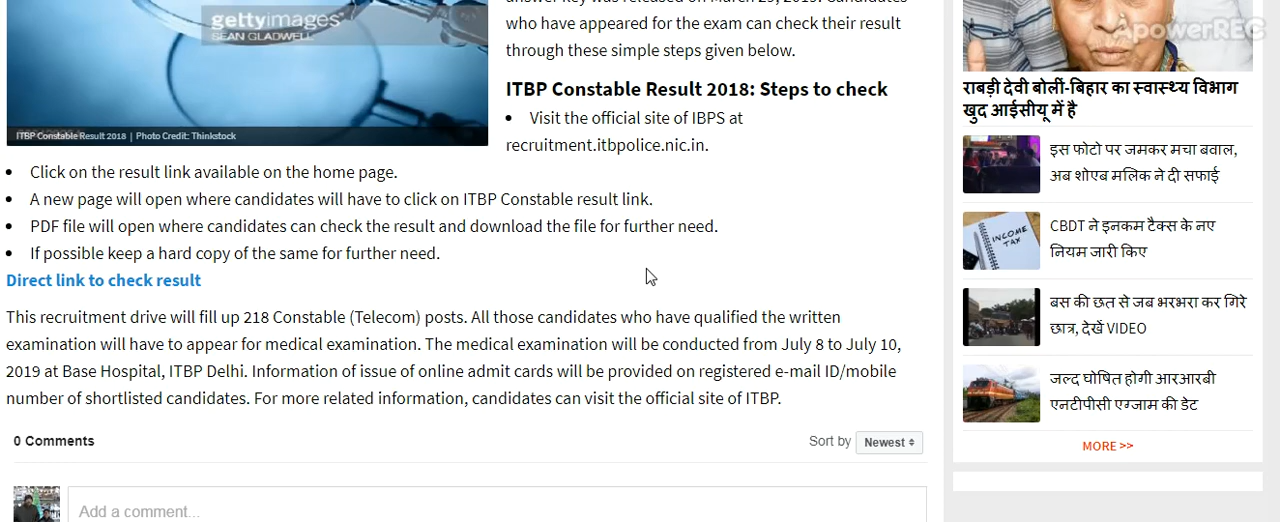 gettyimages®
SEAN GLADWELL
ITBP Constable Result 2018 | Photo Credit: Thinkstock
who have appeared for the exam can check their result
through these simple steps given below.
ITBP Constable Result 2018: Steps to check
• Visit the official site of IBPS at
recruitment.itbpolice.nic.in.
• Click on the result link available on the home page.
• A new page will open where candidates will have to click on ITBP Constable result link.
• PDF file will open where candidates can check the result and download the file for further need.
• If possible keep a hard copy of the same for further need.
Direct link to check result
This recruitment drive will fill up 218 Constable (Telecom) posts. All those candidates who have qualified the written
examination will have to appear for medical examination. The medical examination will be conducted from July 8 to July 10,
2019 at Base Hospital, ITBP Delhi. Information of issue of online admit cards will be provided on registered e-mail ID/mobile
number of shortlisted candidates. For more related information, candidates can visit the official site of ITBP.
0 Comments
Sort by Newest
Add a comment...
ApowerREC
राबड़ी देवी बोलीं-बिहार का स्वास्थ्य विभाग
खुद आईसीयू में है
इस फोटो पर जमकर मचा बवाल,
अब शोएब मलिक ने दी सफाई
INCOME
TAX
CBDT ने इनकम टैक्स के नए
नियम जारी किए
बस की छत से जब भरभरा कर गिरे
छात्र, देखें VIDEO
जल्द घोषित होगी आरआरबी
एनटीपीसी एग्जाम की डेट
MORE >>